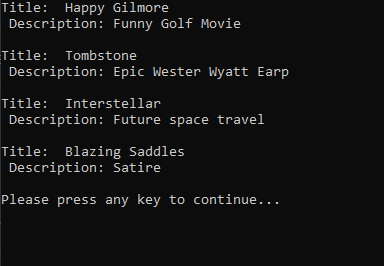 Title:  Happy Gilmore
 Description: Funny Golf Movie
Title:  Tombstone
 Description: Epic Wester Wyatt Earp
Title:  Interstellar
 Description: Future space travel
Title:  Blazing Saddles
 Description: Satire
Please press any key to continue...